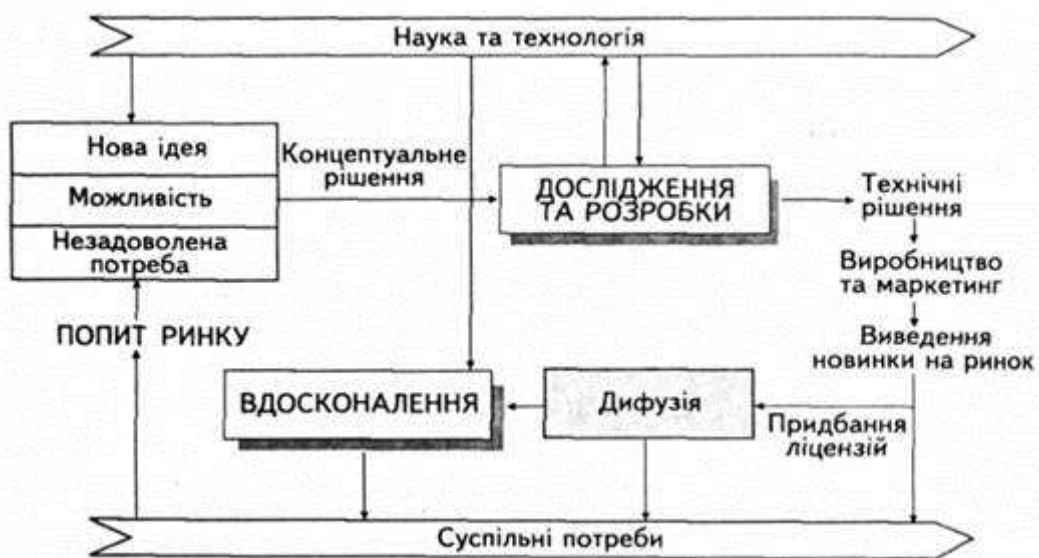 Наука та технологія
Нова ідея
Можливість
Незадоволена
потреба
Концептуальне
рішення
ДОСЛІДЖЕННЯ
ТА РОЗРОБКИ
Технічні
рішення
Виробництво
та маркетинг
Виведення
новинки на ринок
ПОПИТ РИНКУ
ВДОСКОНАЛЕННЯ
Дифузія
Придбання
ліцензій
Суспільні потреби